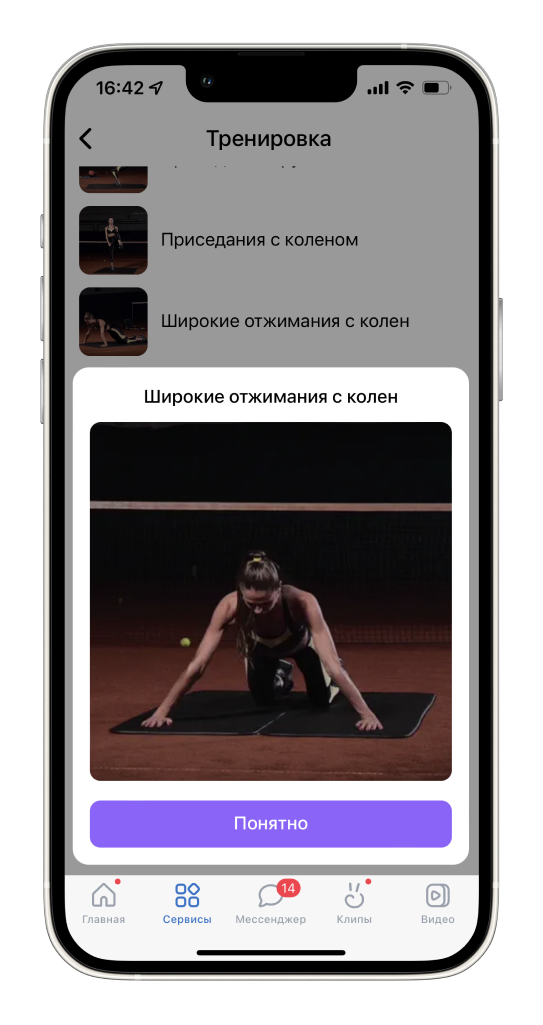 16:42
Тренировка
Приседания с коленом
Широкие отжимания с колен
Широкие отжимания с колен
Понятно
14
Главная
Сервисы
Мессенджер
Клипы
Видео